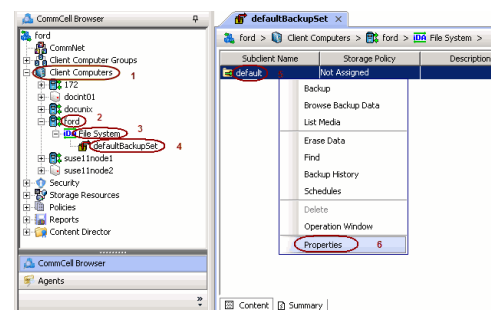 CommCell Browser
ford
CommNet
Client Computer Groups
Client Computers 1
172
docint01
docunix
ford 2
File System 3
defaultBackupSet 4
suse11node1
suse11node2
Security
Storage Resources
Policies
Reports
Content Director
CommCell Browser
Agents
defaultBackupSet ×
ford > Client Computers > ford > iDA File System >
Subclient Name Storage Policy Description
default 5 Not Assigned
Backup
Browse Backup Data
List Media
Erase Data
Find
Backup History
Schedules
Delete
Operation Window
Properties 6
Content Summary